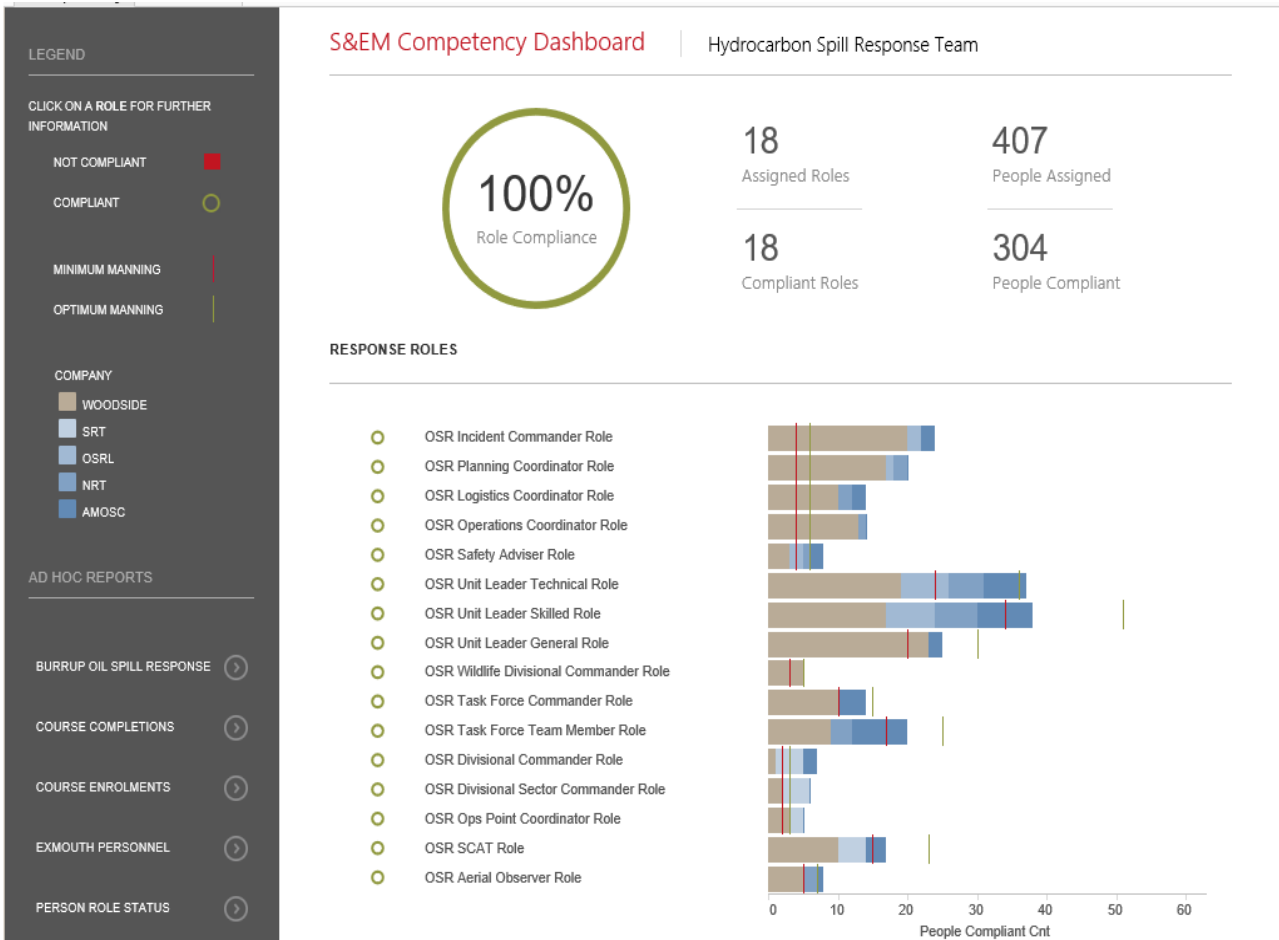 LEGEND
CLICK ON A ROLE FOR FURTHER
INFORMATION
NOT COMPLIANT
COMPLIANT
MINIMUM MANNING
OPTIMUM MANNING
COMPANY
WOODSIDE
SRT
OSRL
NRT
AMOSC
AD HOC REPORTS
BURRUP OIL SPILL RESPONSE
COURSE COMPLETIONS
COURSE ENROLMENTS
EXMOUTH PERSONNEL
PERSON ROLE STATUS
S&EM Competency Dashboard
Hydrocarbon Spill Response Team
100%
Role Compliance
18
Assigned Roles
407
People Assigned
18
Compliant Roles
304
People Compliant
RESPONSE ROLES
OSR Incident Commander Role
OSR Planning Coordinator Role
OSR Logistics Coordinator Role
OSR Operations Coordinator Role
OSR Safety Adviser Role
OSR Unit Leader Technical Role
OSR Unit Leader Skilled Role
OSR Unit Leader General Role
OSR Wildlife Divisional Commander Role
OSR Task Force Commander Role
OSR Task Force Team Member Role
OSR Divisional Commander Role
OSR Divisional Sector Commander Role
OSR Ops Point Coordinator Role
OSR SCAT Role
OSR Aerial Observer Role
0 10 20 30 40 50 60
People Compliant Cnt